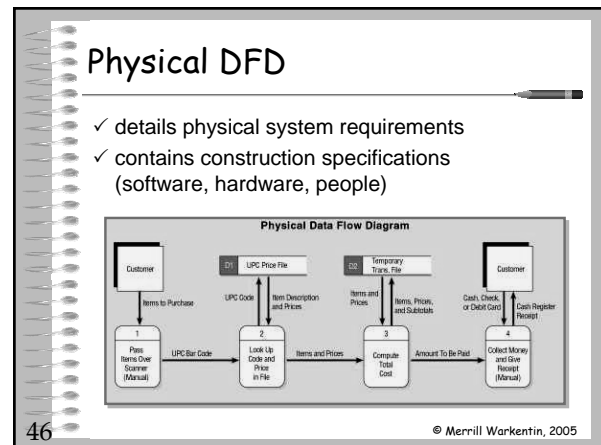 Physical DFD
✓ details physical system requirements
✓ contains construction specifications
(software, hardware, people)
Physical Data Flow Diagram
Customer
D1 UPC Price File
D2 Temporary
Trans. File
Customer
Items to Purchase
UPC Code
Item Description
and Prices
Items and
Prices
Items, Prices,
and Subtotals
Cash, Check,
or Debit Card
Cash Register
Receipt
1
Pass
Items Over
Scanner
(Manual)
UPC Bar Code
2
Look Up
Code and
Price
in File
Items and Prices
3
Compute
Total
Cost
Amount To Be Paid
4
Collect Money
and Give
Receipt
(Manual)
46
© Merrill Warkentin, 2005